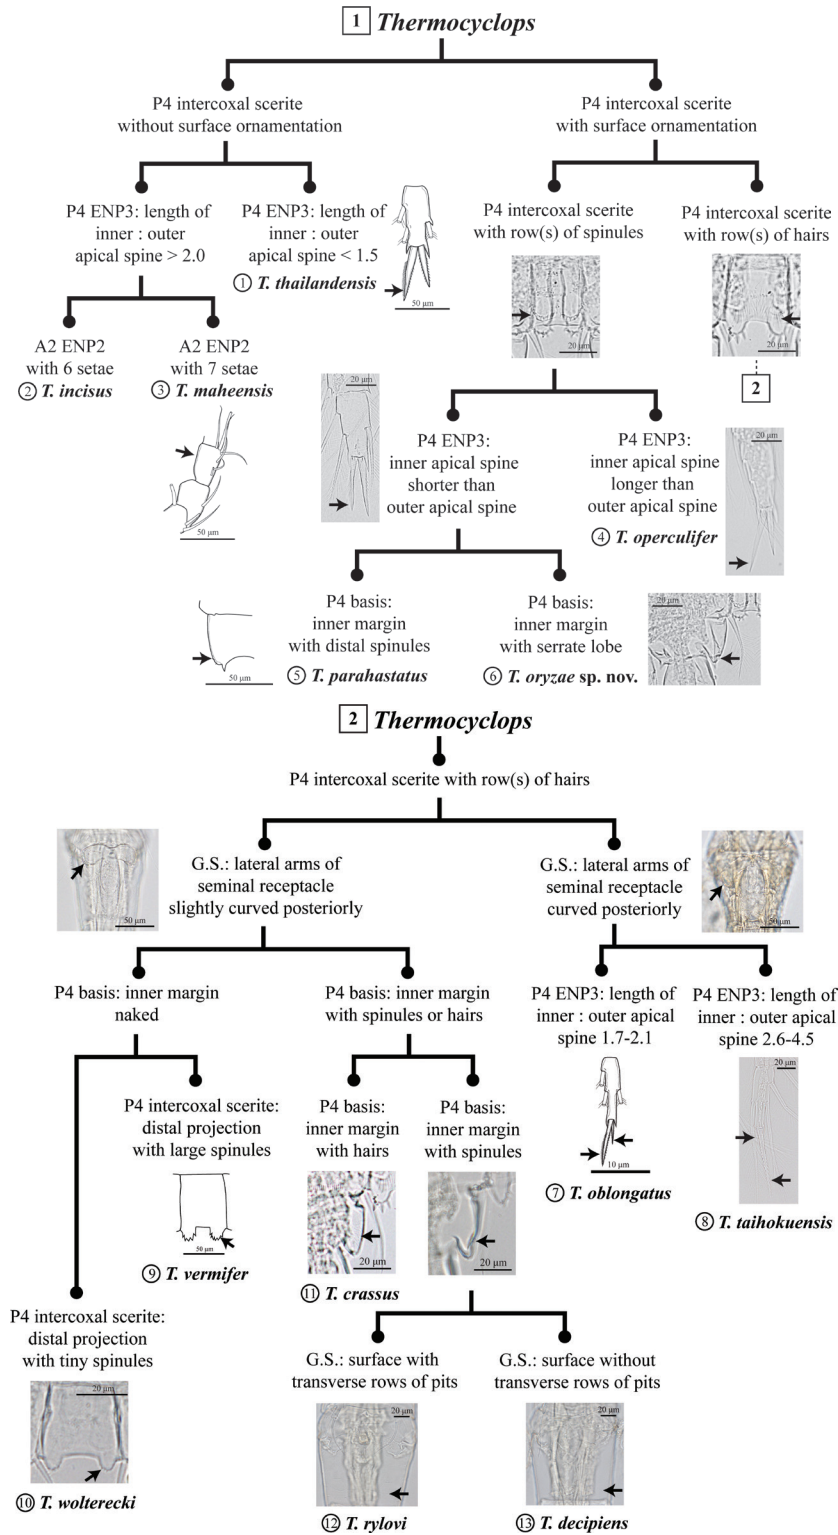 1 Thermocyclops
P4 intercoxal scerite
without surface ornamentation
P4 intercoxal scerite
with surface ornamentation
P4 ENP3: length of
inner : outer
apical spine > 2.0
P4 ENP3: length of
inner : outer
apical spine < 1.5
① T. thailandensis
50 µm
P4 intercoxal scerite
with row(s) of spinules
20 µm
P4 intercoxal scerite
with row(s) of hairs
20 µm
2
A2 ENP2
with 6 setae
② T. incisus
A2 ENP2
with 7 setae
③ T. maheensis
50 µm
20 µm
P4 ENP3:
inner apical spine
shorter than
outer apical spine
P4 ENP3:
inner apical spine
longer than
outer apical spine
④ T. operculifer
20 µm
50 µm
P4 basis:
inner margin
with distal spinules
⑤ T. parahastatus
P4 basis:
inner margin
with serrate lobe
⑥ T. oryzae sp. nov.
20 µm
2 Thermocyclops
P4 intercoxal scerite with row(s) of hairs
50 µm
G.S.: lateral arms of
seminal receptacle
slightly curved posteriorly
G.S.: lateral arms of
seminal receptacle
curved posteriorly
50 µm
P4 basis: inner margin
naked
P4 basis: inner margin
with spinules or hairs
P4 ENP3: length of
inner : outer apical
spine 1.7-2.1
10 µm
⑦ T. oblongatus
P4 ENP3: length of
inner : outer apical
spine 2.6-4.5
20 µm
⑧ T. taihokuensis
P4 intercoxal scerite:
distal projection
with large spinules
50 µm
⑨ T. vermifer
P4 basis:
inner margin
with hairs
20 µm
⑪ T. crassus
P4 basis:
inner margin
with spinules
20 µm
P4 intercoxal scerite:
distal projection
with tiny spinules
20 µm
⑩ T. wolterecki
G.S.: surface with
transverse rows of pits
20 µm
⑫ T. rylovi
G.S.: surface without
transverse rows of pits
20 µm
⑬ T. decipiens